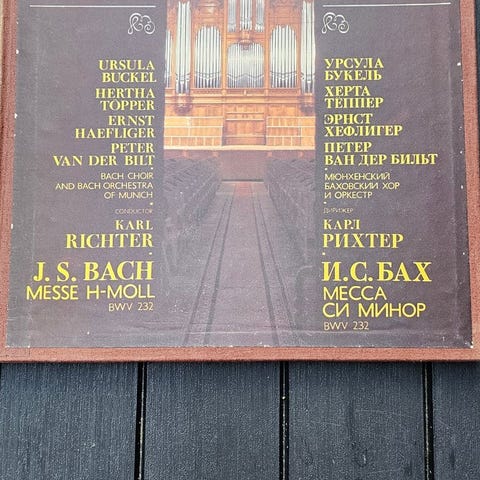 URSULA
BUCKEL
HERTHA
TÖPPER
ERNST
HAEFLIGER
PETER
VAN DER BILT
BACH CHOIR
AND BACH ORCHESTRA
OF MUNICH
CONDUCTOR
KARL
RICHTER
J. S. BACH
MESSE H-MOLL
BWV 232
УРСУЛА
БУКЕЛЬ
ХЕРТА
ТЕППЕР
ЭРНСТ
ХЕФЛИГЕР
ПЕТЕР
ВАН ДЕР БИЛЬТ
МЮНХЕНСКИЙ
БАХОВСКИЙ ХОР
И ОРКЕСТР
ДИРИЖЕР
КАРЛ
РИХТЕР
И.С.БАХ
МЕССА
СИ МИНОР
BWV 232